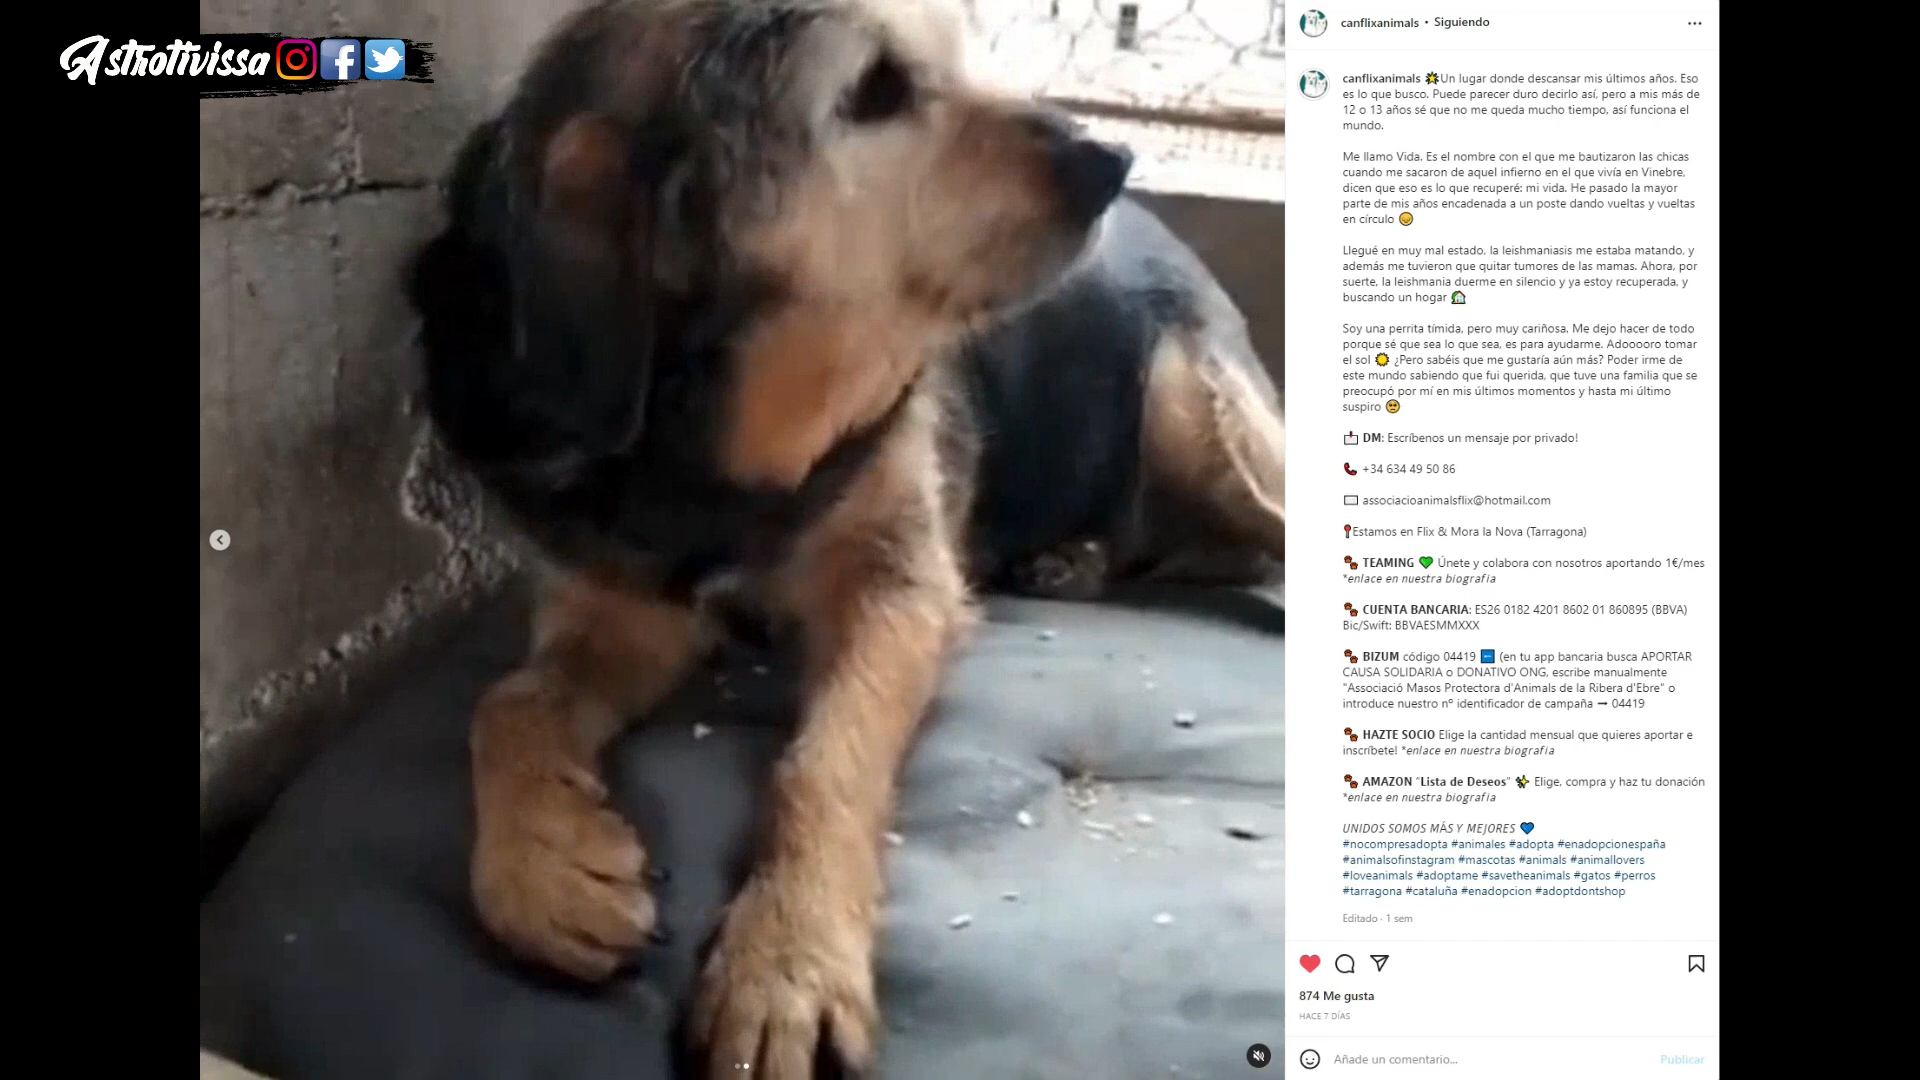 Astrotivissa
canflixanimals • Siguiendo
canflixanimals Un lugar donde descansar mis últimos años. Eso
es lo que busco. Puede parecer duro decirlo así, pero a mis más de
12 o 13 años sé que no me queda mucho tiempo, así funciona el
mundo.
Me llamo Vida. Es el nombre con el que me bautizaron las chicas
cuando me sacaron de aquel infierno en el que vivía en Vinebre,
dicen que eso es lo que recuperé: mi vida. He pasado la mayor
parte de mis años encadenada a un poste dando vueltas y vueltas
en círculo
Llegué en muy mal estado, la leishmaniasis me estaba matando, y
además me tuvieron que quitar tumores de las mamas. Ahora, por
suerte, la leishmania duerme en silencio y ya estoy recuperada, y
buscando un hogar
Soy una perrita tímida, pero muy cariñosa. Me dejo hacer de todo
porque sé que sea lo que sea, es para ayudarme. Adooooro tomar
el sol ¿Pero sabéis que me gustaría aún más? Poder irme de
este mundo sabiendo que fui querida, que tuve una familia que se
preocupó por mí en mis últimos momentos y hasta mi último
suspiro
DM: Escríbenos un mensaje por privado!
+34 634 49 50 86
associacioanimalsflix@hotmail.com
Estamos en Flix & Mora la Nova (Tarragona)
TEAMING Únete y colabora con nosotros aportando 1€/mes
*enlace en nuestra biografia
CUENTA BANCARIA: ES26 0182 4201 8602 01 860895 (BBVA)
Bic/Swift: BBVAESMMXXX
BIZUM código 04419 (en tu app bancaria busca APORTAR
CAUSA SOLIDARIA o DONATIVO ONG, escribe manualmente
"Associació Masos Protectora d'Animals de la Ribera d'Ebre" o
introduce nuestro nº identificador de campaña → 04419
HAZTE SOCIO Elige la cantidad mensual que quieres aportar e
inscríbete! *enlace en nuestra biografia
AMAZON "Lista de Deseos" Elige, compra y haz tu donación
*enlace en nuestra biografia
UNIDOS SOMOS MÁS Y MEJORES
#nocompresadopta #animales #adopta #enadopcionespaña
#animalsofinstagram #mascotas #animals #animallovers
#loveanimals #adoptame #savetheanimals #gatos #perros
#tarragona #cataluña #enadopcion #adoptdontshop
Editado · 1 sem
874 Me gusta
HACE 7 DÍAS
Añade un comentario... Publicar